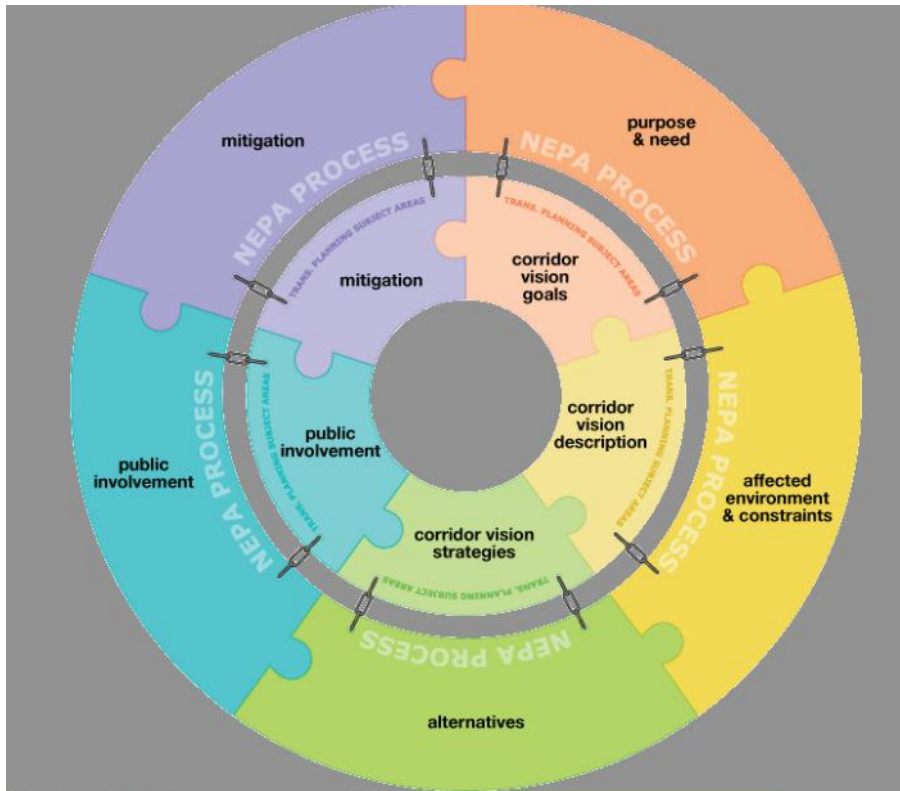 mitigation
NEPA PROCESS
TRANS. PLANNING SUBJECT AREAS
mitigation
purpose
& need
NEPA PROCESS
TRANS. PLANNING SUBJECT AREAS
corridor
vision
goals
public
involvement
NEPA PROCESS
TRANS. PLANNING SUBJECT AREAS
public
involvement
corridor
vision
description
TRANS. PLANNING SUBJECT AREAS
NEPA PROCESS
affected
environment
& constraints
corridor vision
strategies
TRANS. PLANNING SUBJECT AREAS
NEPA PROCESS
alternatives